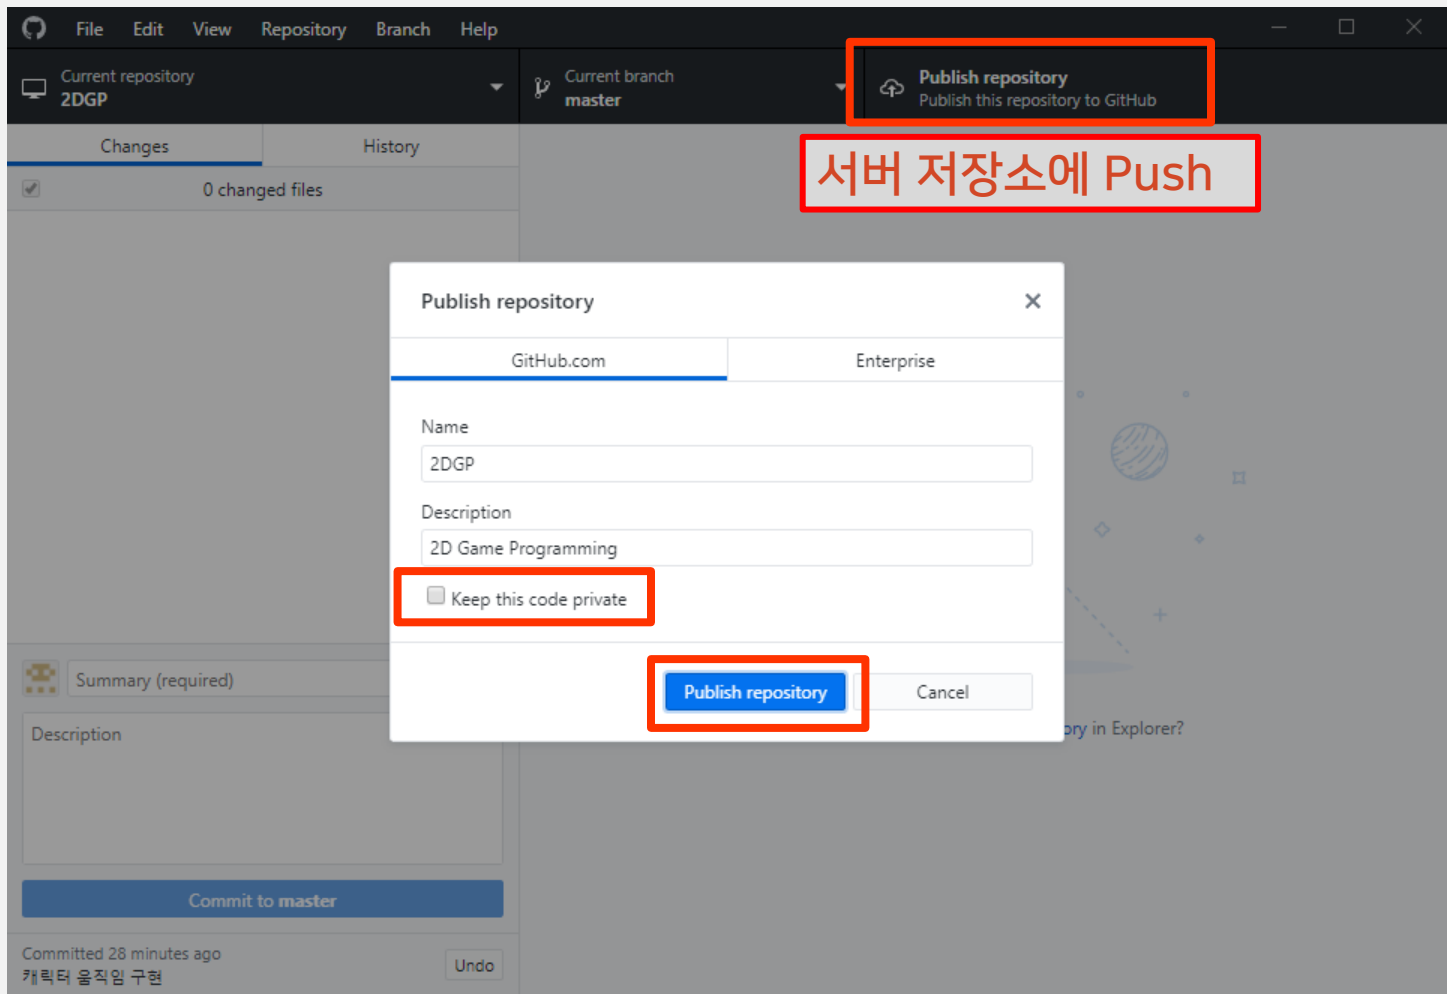 File Edit View Repository Branch Help
Current repository
2DGP
Current branch
master
Publish repository
Publish this repository to GitHub
Changes History
0 changed files
서버 저장소에 Push
Publish repository
GitHub.com Enterprise
Name
2DGP
Description
2D Game Programming
Keep this code private
Publish repository Cancel
Summary (required)
Description
ory in Explorer?
Commit to master
Committed 28 minutes ago
캐릭터 움직임 구현
Undo